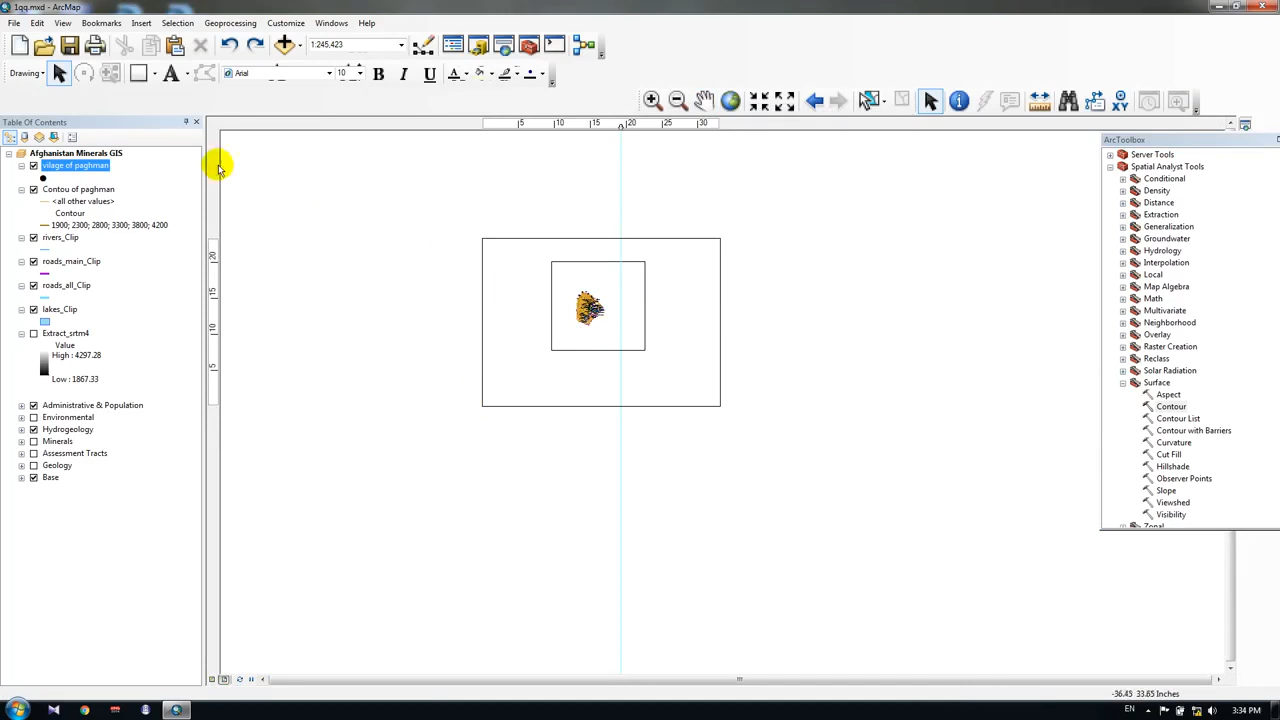 1qq.mxd - ArcMap
File Edit View Bookmarks Insert Selection Geoprocessing Customize Windows Help
1:245,423
Drawing Arial 10 B I U A
Table Of Contents
Afghanistan Minerals GIS
vilage of paghman
Contou of paghman
<all other values>
Contour
1900; 2300; 2800; 3300; 3800; 4200
rivers_Clip
roads_main_Clip
roads_all_Clip
lakes_Clip
Extract_srtm4
Value
High : 4297.28
Low : 1867.33
Administrative & Population
Environmental
Hydrogeology
Minerals
Assessment Tracts
Geology
Base
5 10 15 20 25 30
20
15
10
5
ArcToolbox
Server Tools
Spatial Analyst Tools
Conditional
Density
Distance
Extraction
Generalization
Groundwater
Hydrology
Interpolation
Local
Map Algebra
Math
Multivariate
Neighborhood
Overlay
Raster Creation
Reclass
Solar Radiation
Surface
Aspect
Contour
Contour List
Contour with Barriers
Curvature
Cut Fill
Hillshade
Observer Points
Slope
Viewshed
Visibility
Zonal
-36.45 33.85 Inches
EN 3:34 PM